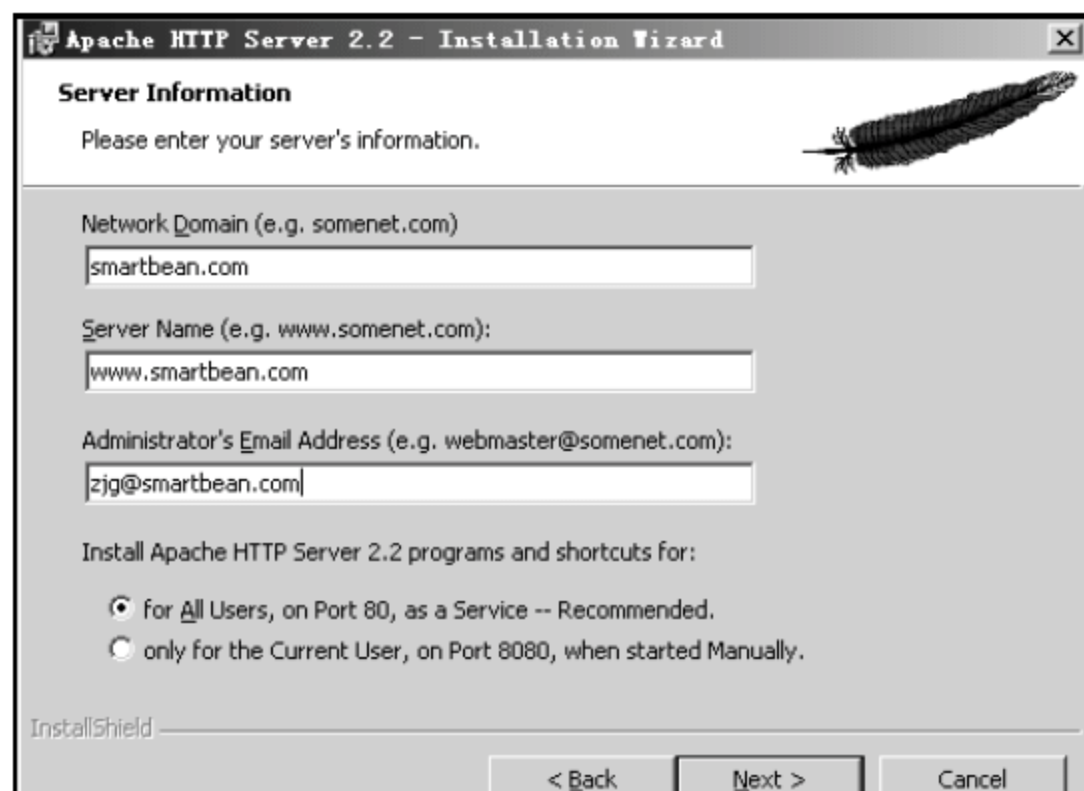 Apache HTTP Server 2.2 - Installation Wizard
Server Information
Please enter your server's information.
Network Domain (e.g. somenet.com)
smartbean.com
Server Name (e.g. www.somenet.com):
www.smartbean.com
Administrator's Email Address (e.g. webmaster@somenet.com):
zjg@smartbean.com
Install Apache HTTP Server 2.2 programs and shortcuts for:
for All Users, on Port 80, as a Service -- Recommended.
only for the Current User, on Port 8080, when started Manually.
InstallShield
< Back Next > Cancel